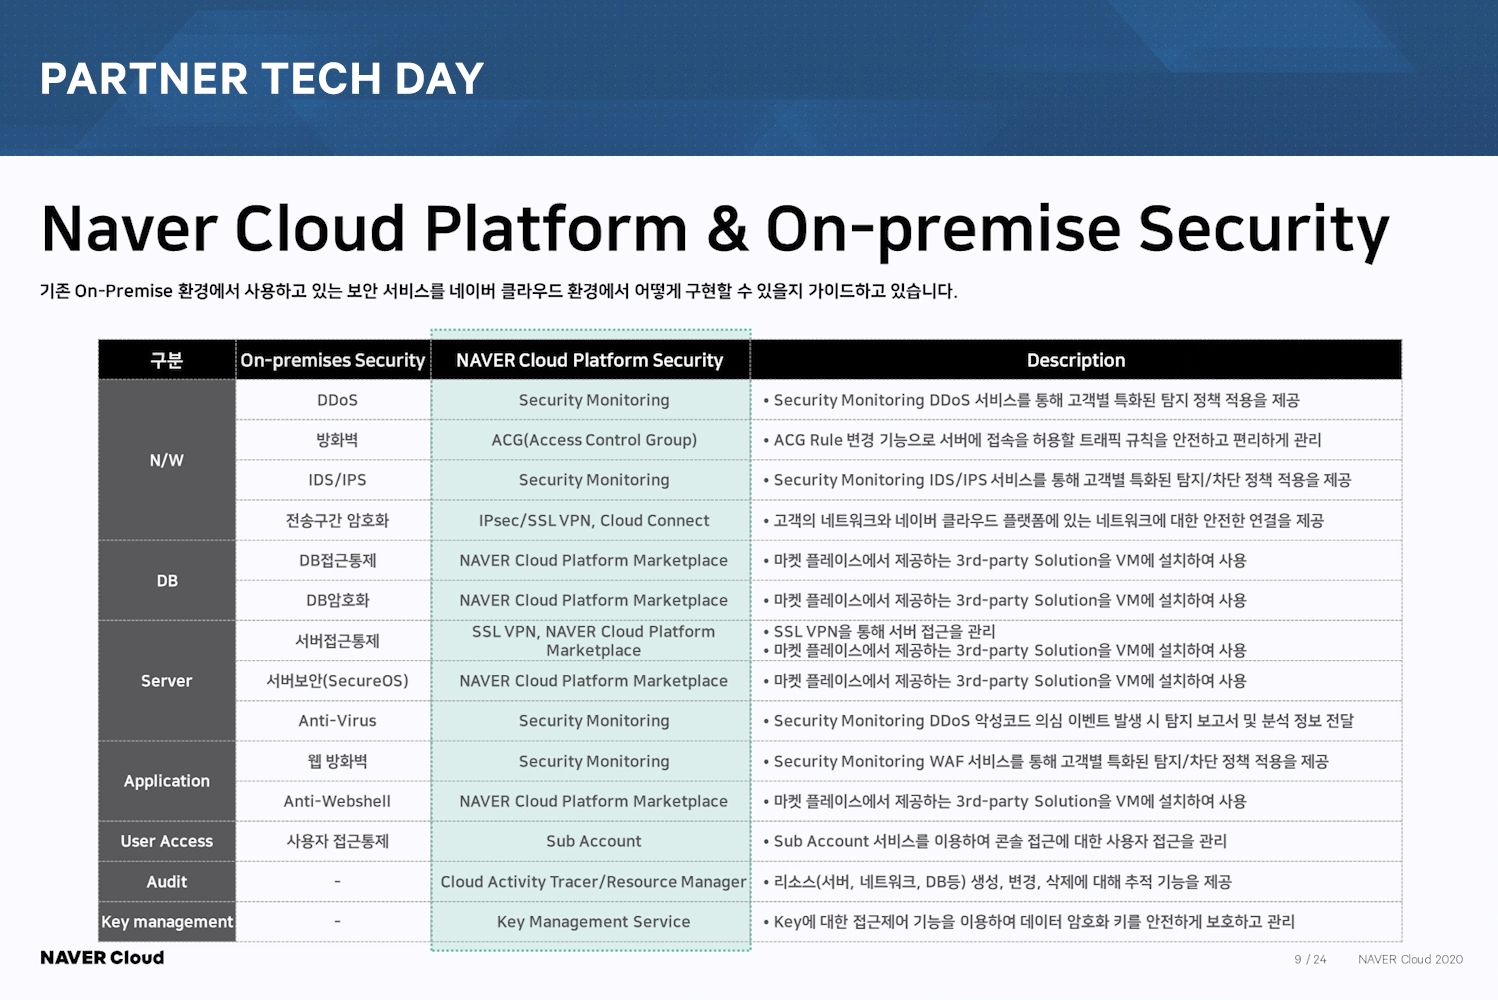 PARTNER TECH DAY
Naver Cloud Platform & On-premise Security
기존 On-Premise 환경에서 사용하고 있는 보안 서비스를 네이버 클라우드 환경에서 어떻게 구현할 수 있을지 가이드하고 있습니다.
구분 On-premises Security NAVER Cloud Platform Security Description
N/W
DDoS Security Monitoring • Security Monitoring DDoS 서비스를 통해 고객별 특화된 탐지 정책 적용을 제공
방화벽 ACG(Access Control Group) • ACG Rule 변경 기능으로 서버에 접속을 허용할 트래픽 규칙을 안전하고 편리하게 관리
IDS/IPS Security Monitoring • Security Monitoring IDS/IPS 서비스를 통해 고객별 특화된 탐지/차단 정책 적용을 제공
전송구간 암호화 IPsec/SSL VPN, Cloud Connect • 고객의 네트워크와 네이버 클라우드 플랫폼에 있는 네트워크에 대한 안전한 연결을 제공
DB
DB접근통제 NAVER Cloud Platform Marketplace • 마켓 플레이스에서 제공하는 3rd-party Solution을 VM에 설치하여 사용
DB암호화 NAVER Cloud Platform Marketplace • 마켓 플레이스에서 제공하는 3rd-party Solution을 VM에 설치하여 사용
Server
서버접근통제 SSL VPN, NAVER Cloud Platform • SSL VPN을 통해 서버 접근을 관리
Marketplace • 마켓 플레이스에서 제공하는 3rd-party Solution을 VM에 설치하여 사용
서버보안(SecureOS) NAVER Cloud Platform Marketplace • 마켓 플레이스에서 제공하는 3rd-party Solution을 VM에 설치하여 사용
Anti-Virus Security Monitoring • Security Monitoring DDoS 악성코드 의심 이벤트 발생 시 탐지 보고서 및 분석 정보 전달
Application
웹 방화벽 Security Monitoring • Security Monitoring WAF 서비스를 통해 고객별 특화된 탐지/차단 정책 적용을 제공
Anti-Webshell NAVER Cloud Platform Marketplace • 마켓 플레이스에서 제공하는 3rd-party Solution을 VM에 설치하여 사용
User Access 사용자 접근통제 Sub Account • Sub Account 서비스를 이용하여 콘솔 접근에 대한 사용자 접근을 관리
Audit - Cloud Activity Tracer/Resource Manager • 리소스(서버, 네트워크, DB등) 생성, 변경, 삭제에 대해 추적 기능을 제공
Key management - Key Management Service • Key에 대한 접근제어 기능을 이용하여 데이터 암호화 키를 안전하게 보호하고 관리
NAVER Cloud 9 / 24 NAVER Cloud 2020